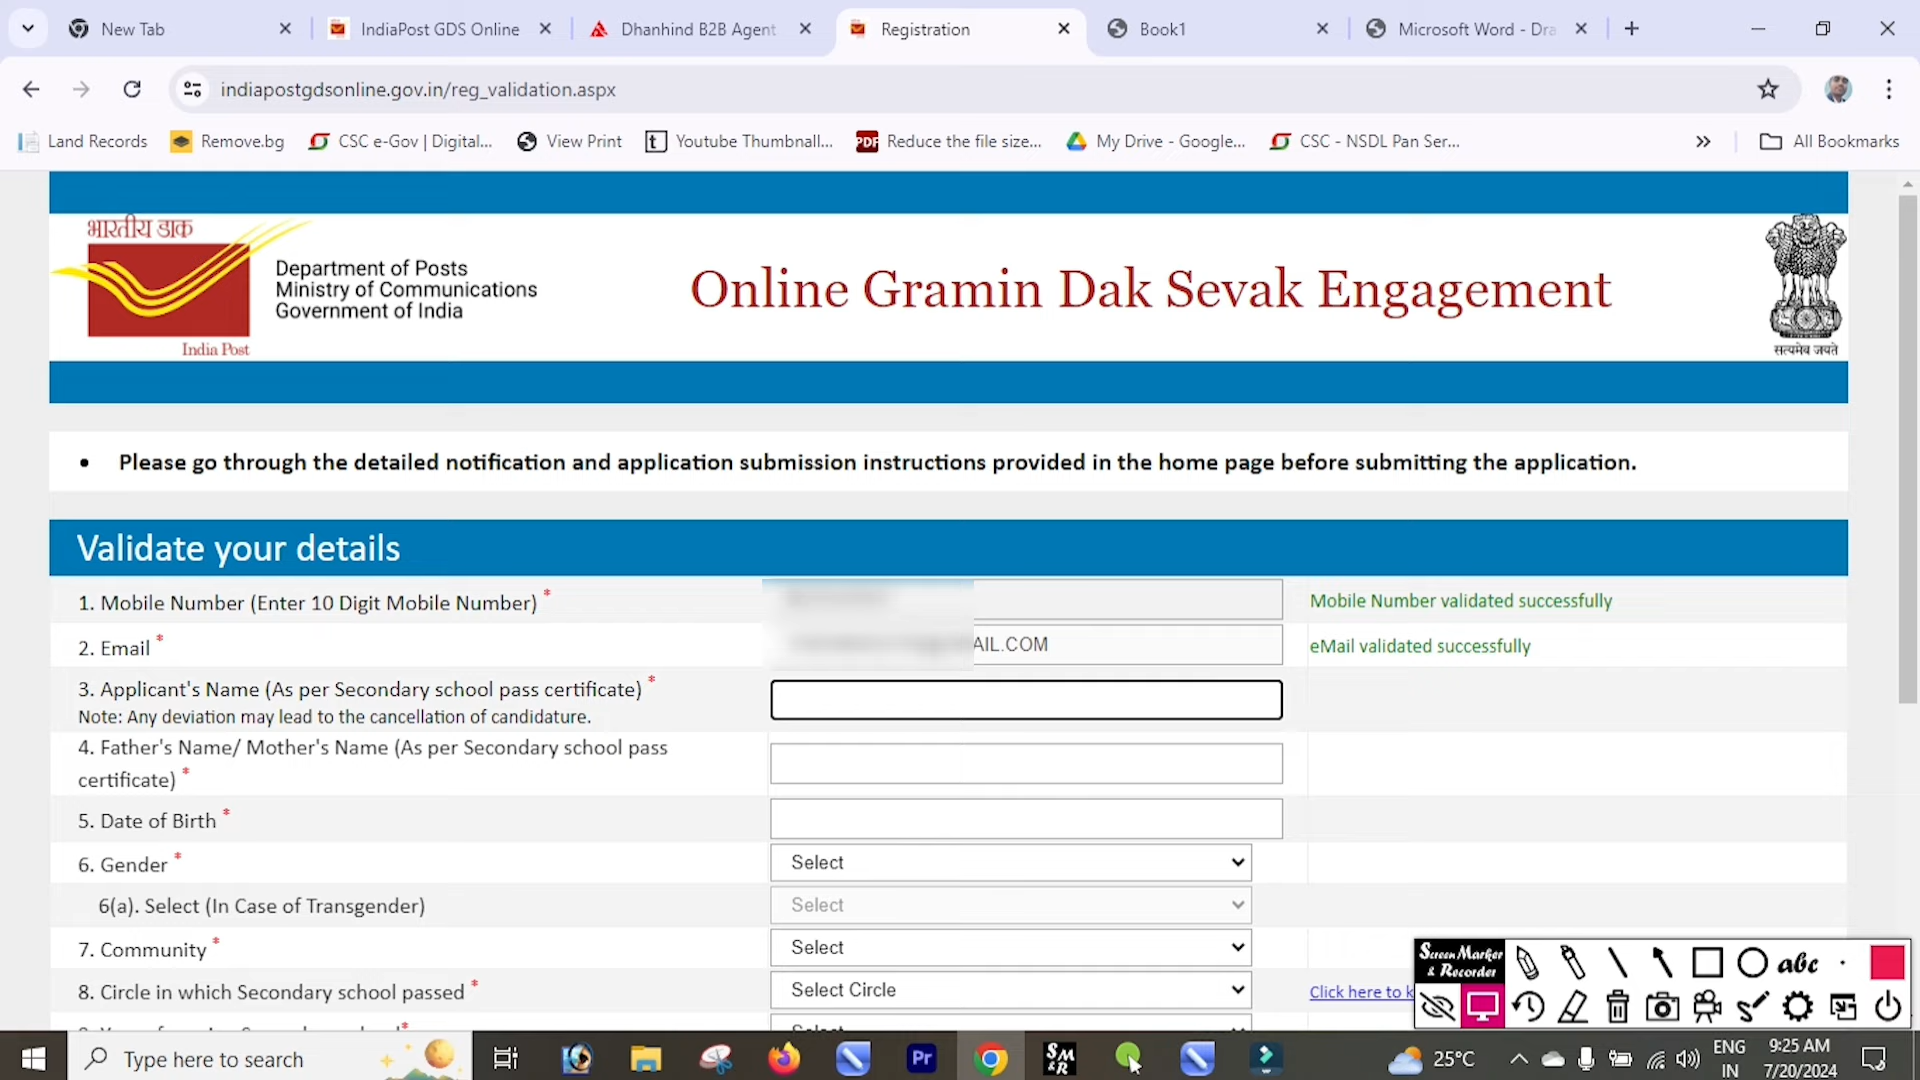 New Tab
IndiaPost GDS Online
Dhanhind B2B Agent
Registration
Book1
Microsoft Word - Dra
indiapostgdsonline.gov.in/reg_validation.aspx
Land Records
Remove.bg
CSC e-Gov | Digital...
View Print
Youtube Thumbnall...
Reduce the file size...
My Drive - Google...
CSC - NSDL Pan Ser...
All Bookmarks
भारतीय डाक
India Post
Department of Posts
Ministry of Communications
Government of India
Online Gramin Dak Sevak Engagement
सत्यमेव जयते
• Please go through the detailed notification and application submission instructions provided in the home page before submitting the application.
Validate your details
1. Mobile Number (Enter 10 Digit Mobile Number) *
Mobile Number validated successfully
2. Email *
AIL.COM
eMail validated successfully
3. Applicant's Name (As per Secondary school pass certificate) *
Note: Any deviation may lead to the cancellation of candidature.
4. Father's Name/ Mother's Name (As per Secondary school pass
certificate) *
5. Date of Birth *
6. Gender *
Select
6(a). Select (In Case of Transgender)
Select
7. Community *
Select
8. Circle in which Secondary school passed *
Select Circle
Click here to k
Screen Marker
& Recorder
abc
Type here to search
Pr
SM
&R
25°C
ENG
IN
9:25 AM
7/20/2024